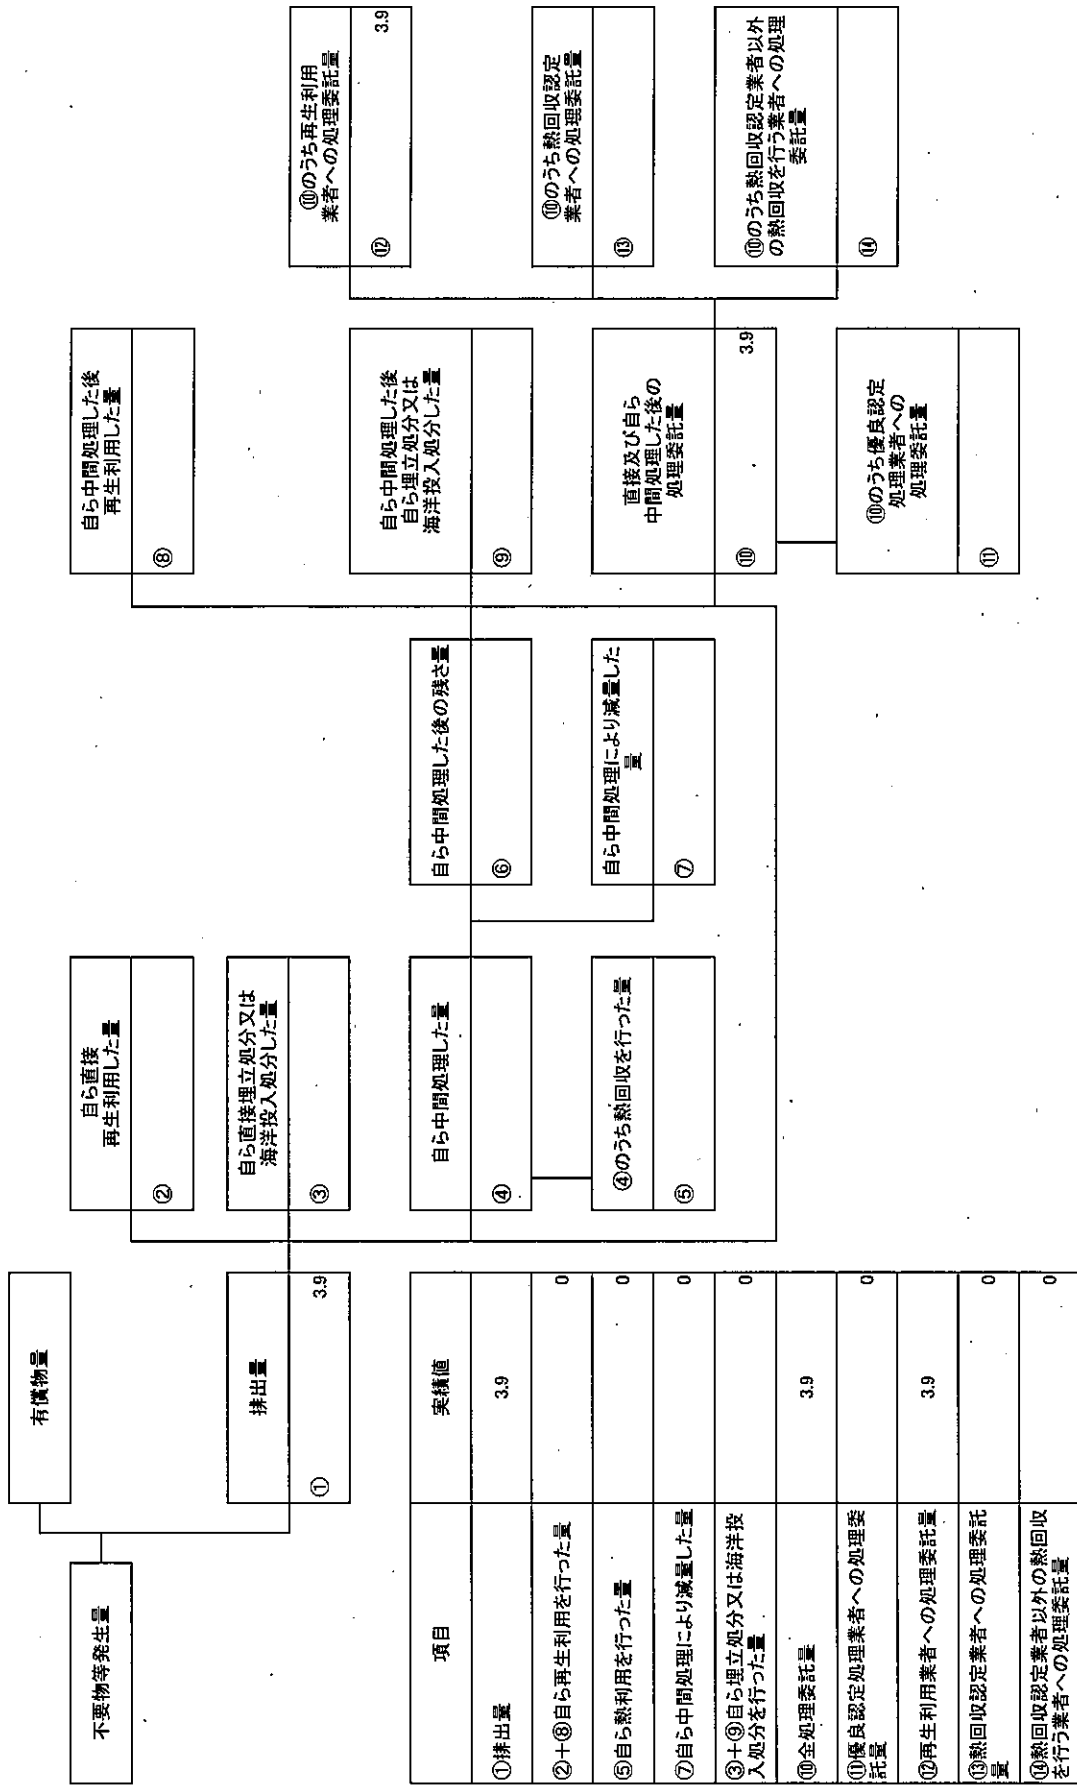 不要物等発生量
有償物量
排出量
①
3.9
自ら直接
再生利用した量
②
自ら直接埋立処分又は
海洋投入処分した量
③
自ら中間処理した量
④
④のうち熱回収を行った量
⑤
自ら中間処理した後の残さ量
⑥
自ら中間処理により減量した
量
⑦
自ら中間処理した後
再生利用した量
⑧
自ら中間処理した後
自ら埋立処分又は
海洋投入処分した量
⑨
直接及び自ら
中間処理した後の
処理委託量
⑩
3.9
⑩のうち優良認定
処理業者への
処理委託量
⑪
⑩のうち再生利用
業者への処理委託量
⑫
3.9
⑩のうち熱回収認定
業者への処理委託量
⑬
⑩のうち熱回収認定業者以外
の熱回収を行う業者への処理
委託量
⑭
項目 実績値
①排出量 3.9
②+⑧自ら再生利用を行った量 0
⑤自ら熱利用を行った量 0
⑦自ら中間処理により減量した量 0
③+⑨自ら埋立処分又は海洋投
入処分を行った量 0
⑩全処理委託量 3.9
⑪優良認定処理業者への処理委
託量 0
⑫再生利用業者への処理委託量 3.9
⑬熱回収認定業者への処理委託
量 0
⑭熱回収認定業者以外の熱回収
を行う業者への処理委託量 0